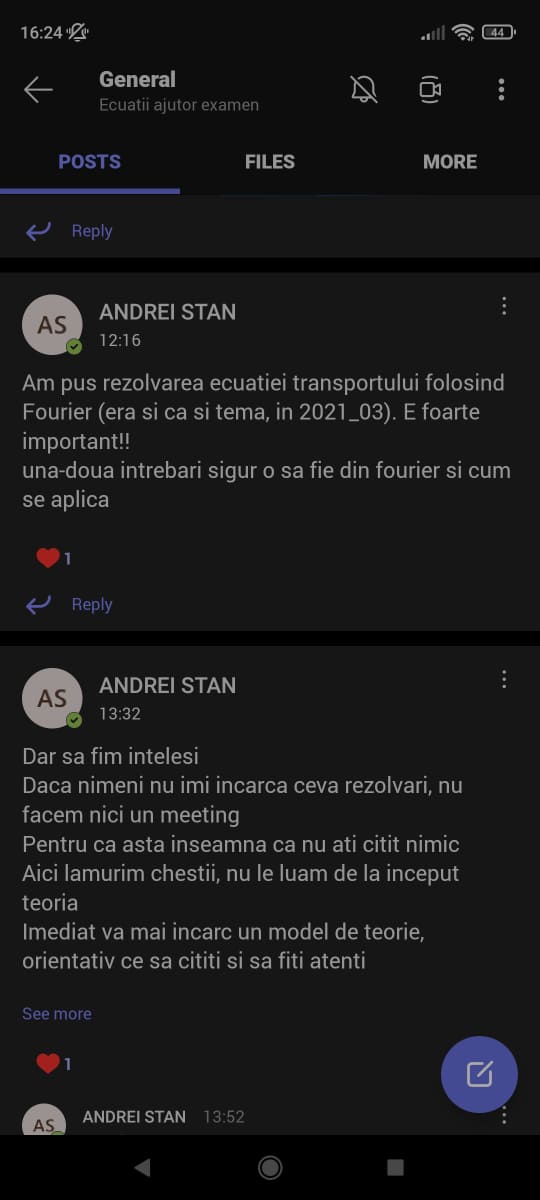 16:24
44
General
Ecuatii ajutor examen
POSTS
FILES
MORE
Reply
AS
ANDREI STAN
12:16
Am pus rezolvarea ecuatiei transportului folosind
Fourier (era si ca si tema, in 2021_03). E foarte
important!!
una-doua intrebari sigur o sa fie din fourier si cum
se aplica
1
Reply
AS
ANDREI STAN
13:32
Dar sa fim intelesi
Daca nimeni nu imi incarca ceva rezolvari, nu
facem nici un meeting
Pentru ca asta inseamna ca nu ati citit nimic
Aici lamurim chestii, nu le luam de la inceput
teoria
Imediat va mai incarc un model de teorie,
orientativ ce sa cititi si sa fiti atenti
See more
1
AS
ANDREI STAN 13:52